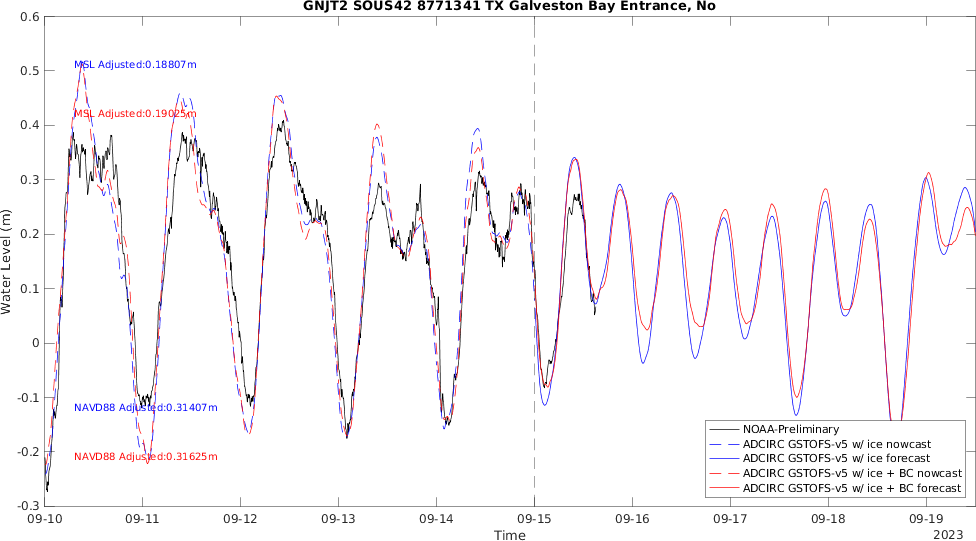 GNJT2 SOUS42 8771341 TX Galveston Bay Entrance, No
0.6
0.5
0.4
0.3
0.2
0.1
0
-0.1
-0.2
-0.3
Water Level (m)
MSL Adjusted:0.18807m
MSL Adjusted:0.19025m
NAVD88 Adjusted:0.31407m
NAVD88 Adjusted:0.31625m
NOAA-Preliminary
ADCIRC GSTOFS-v5 w/ ice nowcast
ADCIRC GSTOFS-v5 w/ ice forecast
ADCIRC GSTOFS-v5 w/ ice + BC nowcast
ADCIRC GSTOFS-v5 w/ ice + BC forecast
09-10 09-11 09-12 09-13 09-14 09-15 09-16 09-17 09-18 09-19
Time
2023